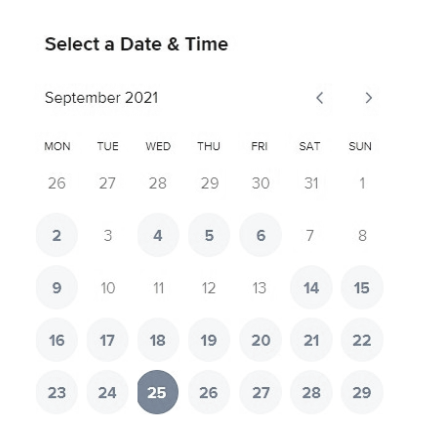 Select a Date & Time
September 2021
MON TUE WED THU FRI SAT SUN
26 27 28 29 30 31 1
2 3 4 5 6 7 8
9 10 11 12 13 14 15
16 17 18 19 20 21 22
23 24 25 26 27 28 29